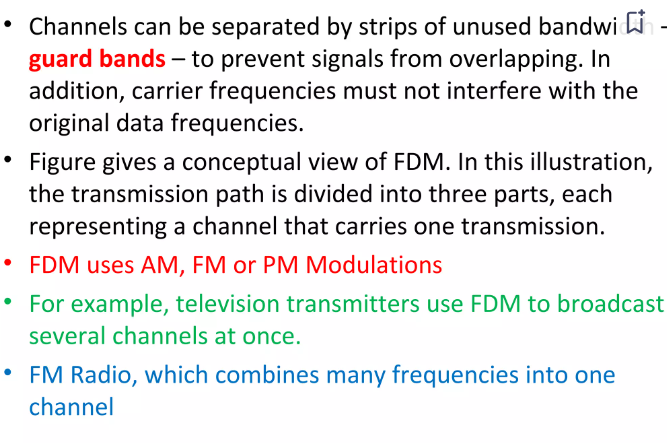 • Channels can be separated by strips of unused bandwidth -
guard bands – to prevent signals from overlapping. In
addition, carrier frequencies must not interfere with the
original data frequencies.
• Figure gives a conceptual view of FDM. In this illustration,
the transmission path is divided into three parts, each
representing a channel that carries one transmission.
• FDM uses AM, FM or PM Modulations
• For example, television transmitters use FDM to broadcast
several channels at once.
• FM Radio, which combines many frequencies into one
channel